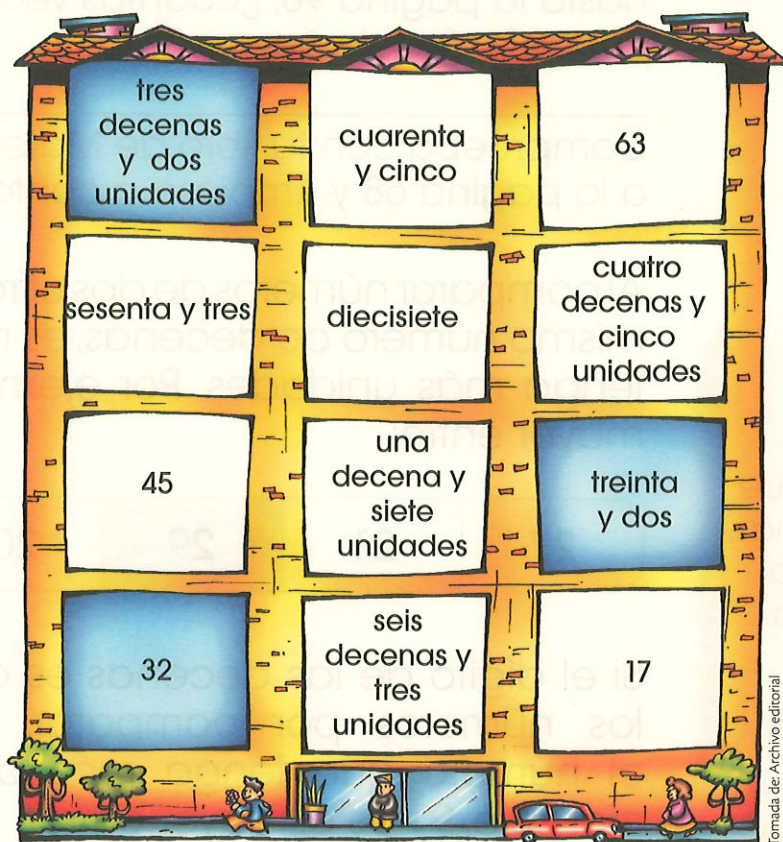 tres
decenas
y dos
unidades
cuarenta
y cinco
63
sesenta y tres
diecisiete
cuatro
decenas y
cinco
unidades
45
una
decena y
siete
unidades
treinta
y dos
32
seis
decenas y
tres
unidades
17
Tomada de: Archivo editorial